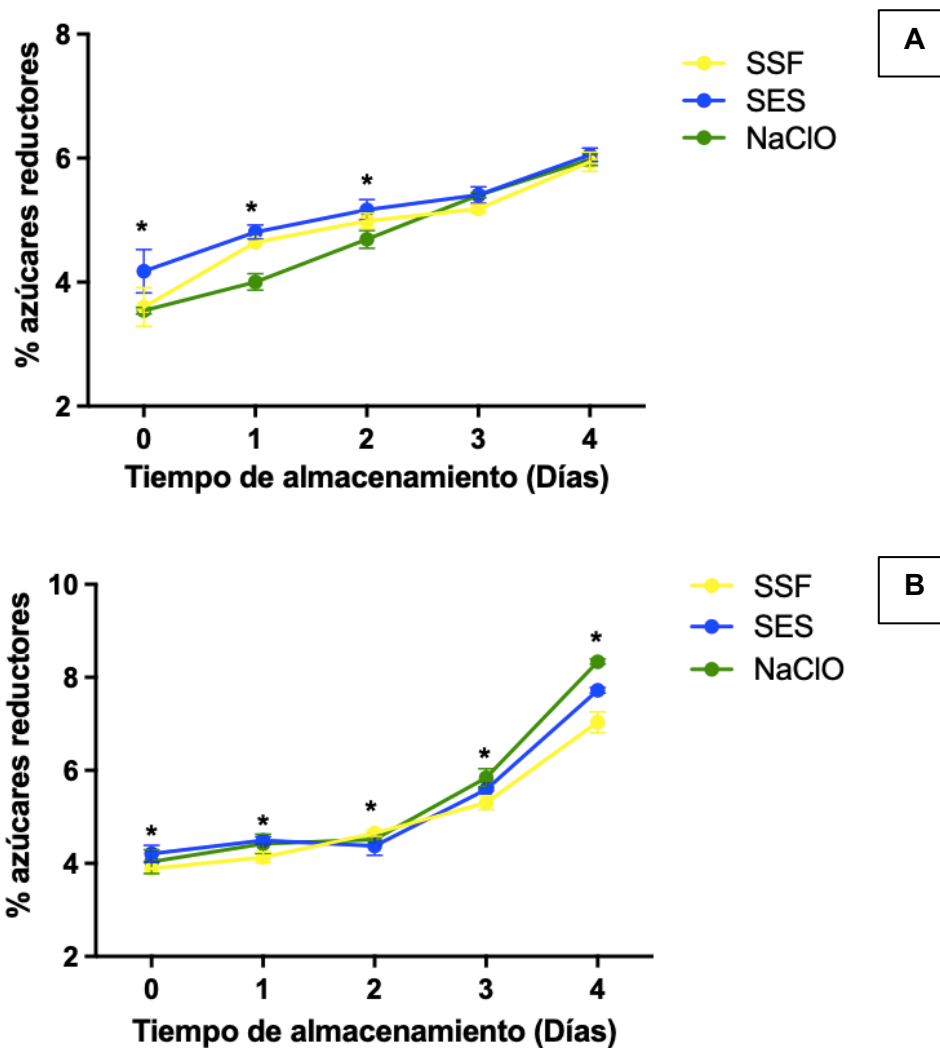 A
8
6
4
2
% azúcares reductores
* * *
SSF
SES
NaClO
0 1 2 3 4
Tiempo de almacenamiento (Días)
B
10
8
6
4
2
% azúcares reductores
* * * * *
SSF
SES
NaClO
0 1 2 3 4
Tiempo de almacenamiento (Días)